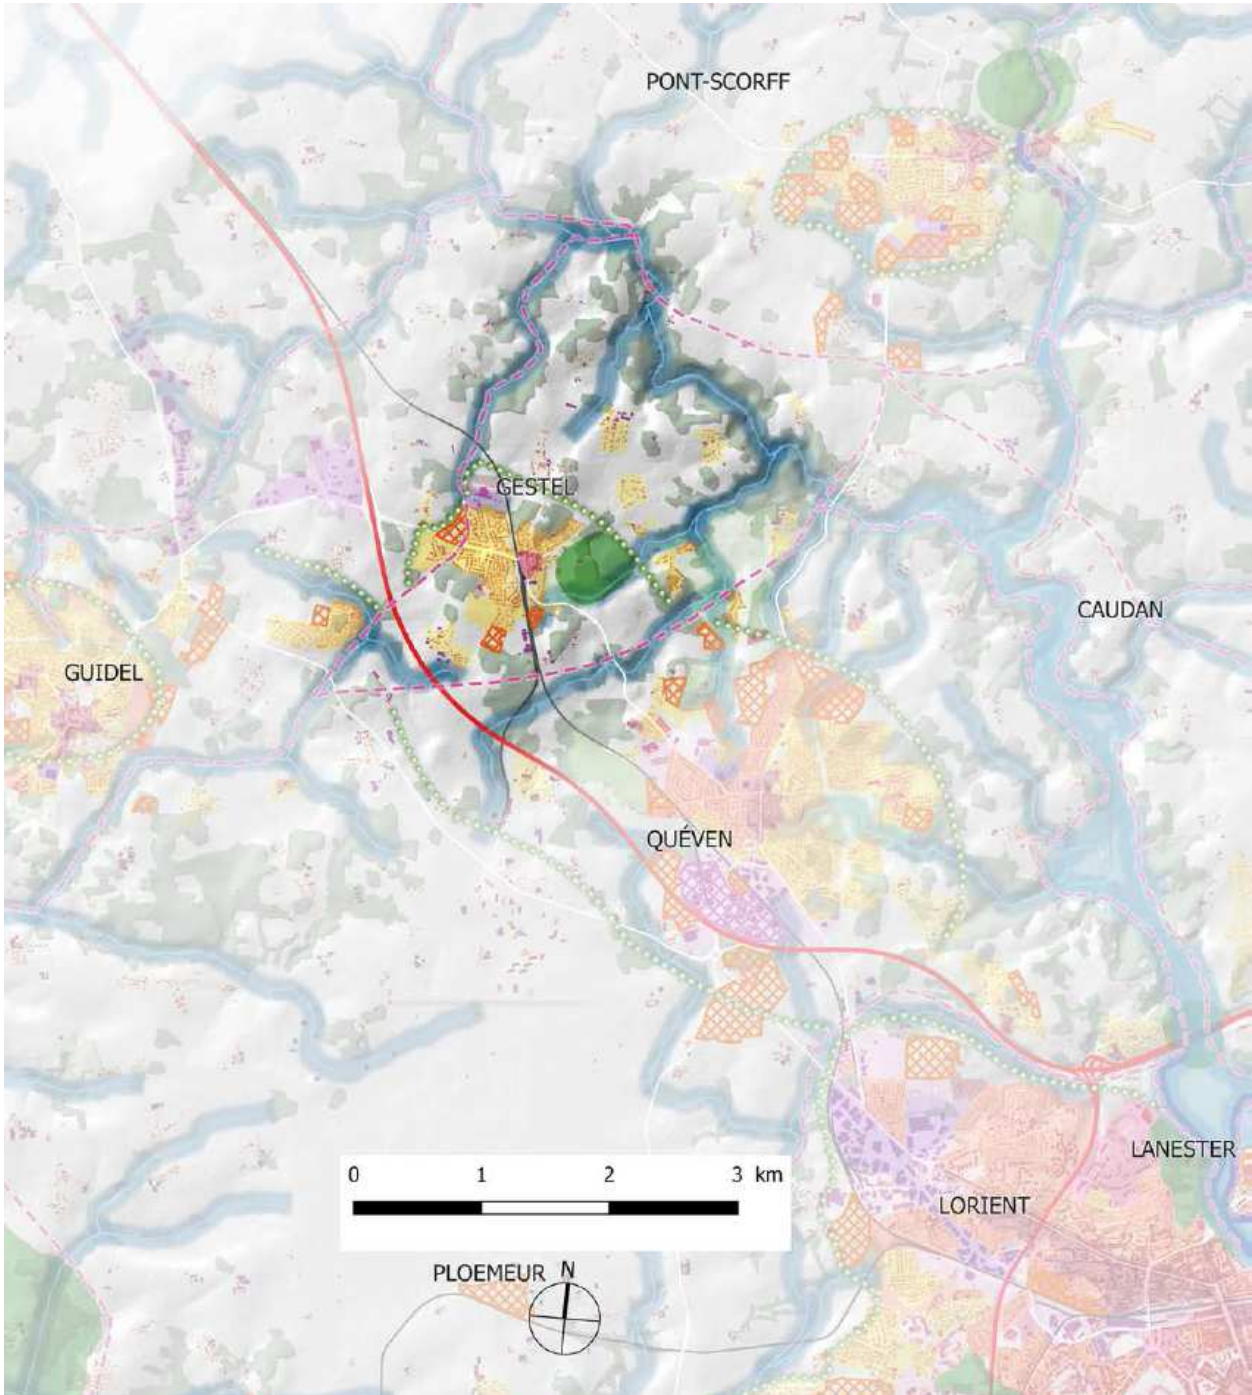 PONT-SCORFF
GESTEL
CAUDAN
GUIDEL
QUÉVEN
LANESTER
0 1 2 3 km
LORIENT
PLOEMEUR N